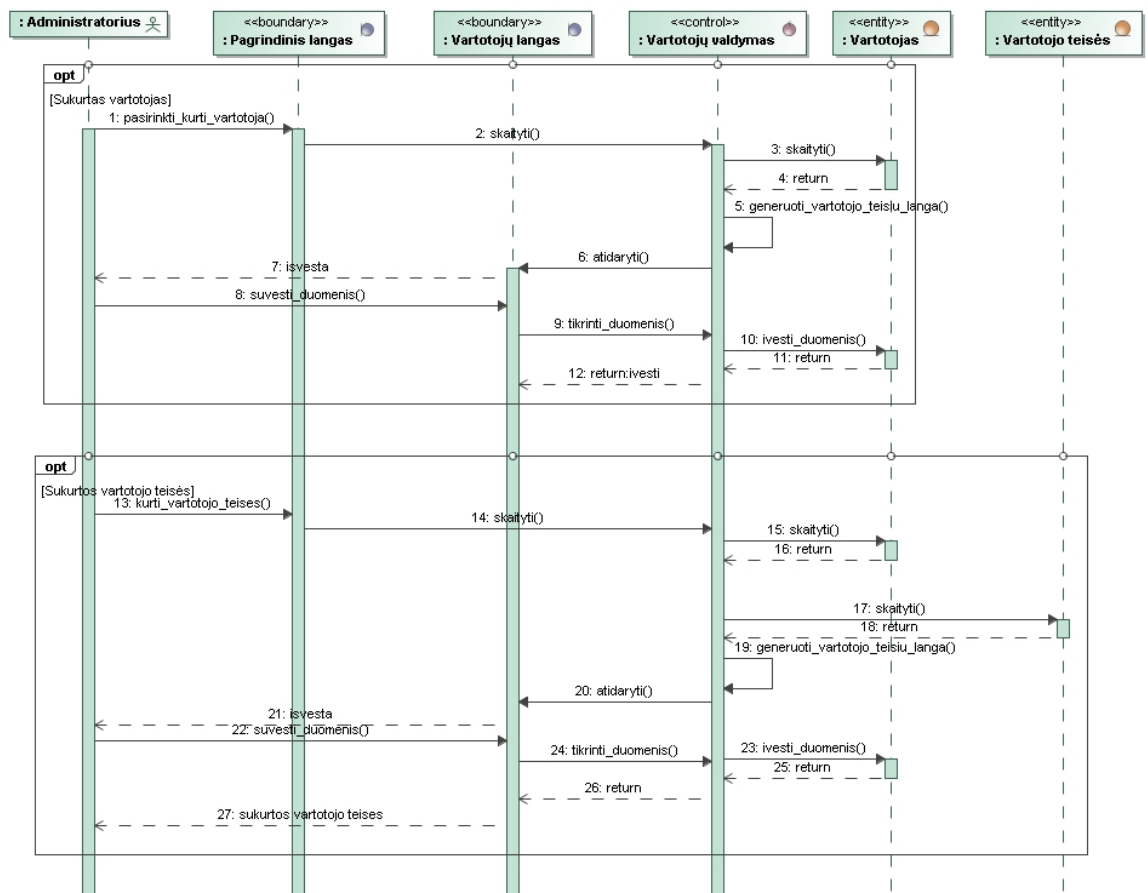 : Administratorius
<<boundary>>
: Pagrindinis langas
<<boundary>>
: Vartotojų langas
<<control>>
: Vartotojų valdymas
<<entity>>
: Vartotojas
<<entity>>
: Vartotojo teisės
opt
[Sukurtas vartotojas]
1: pasirinkti_kurti_vartotoja()
2: skaityti()
3: skaityti()
4: return
5: generuoti_vartotojo_teisiu_langa()
6: atidaryti()
7: isvesta
8: suvesti_duomenis()
9: tikrinti_duomenis()
10: ivesti_duomenis()
11: return
12: return:ivesti
opt
[Sukurtos vartotojo teisės]
13: kurti_vartotojo_teises()
14: skaityti()
15: skaityti()
16: return
17: skaityti()
18: return
19: generuoti_vartotojo_teisiu_langa()
20: atidaryti()
21: isvesta
22: suvesti_duomenis()
23: ivesti_duomenis()
24: tikrinti_duomenis()
25: return
26: return
27: sukurtos vartotojo teises